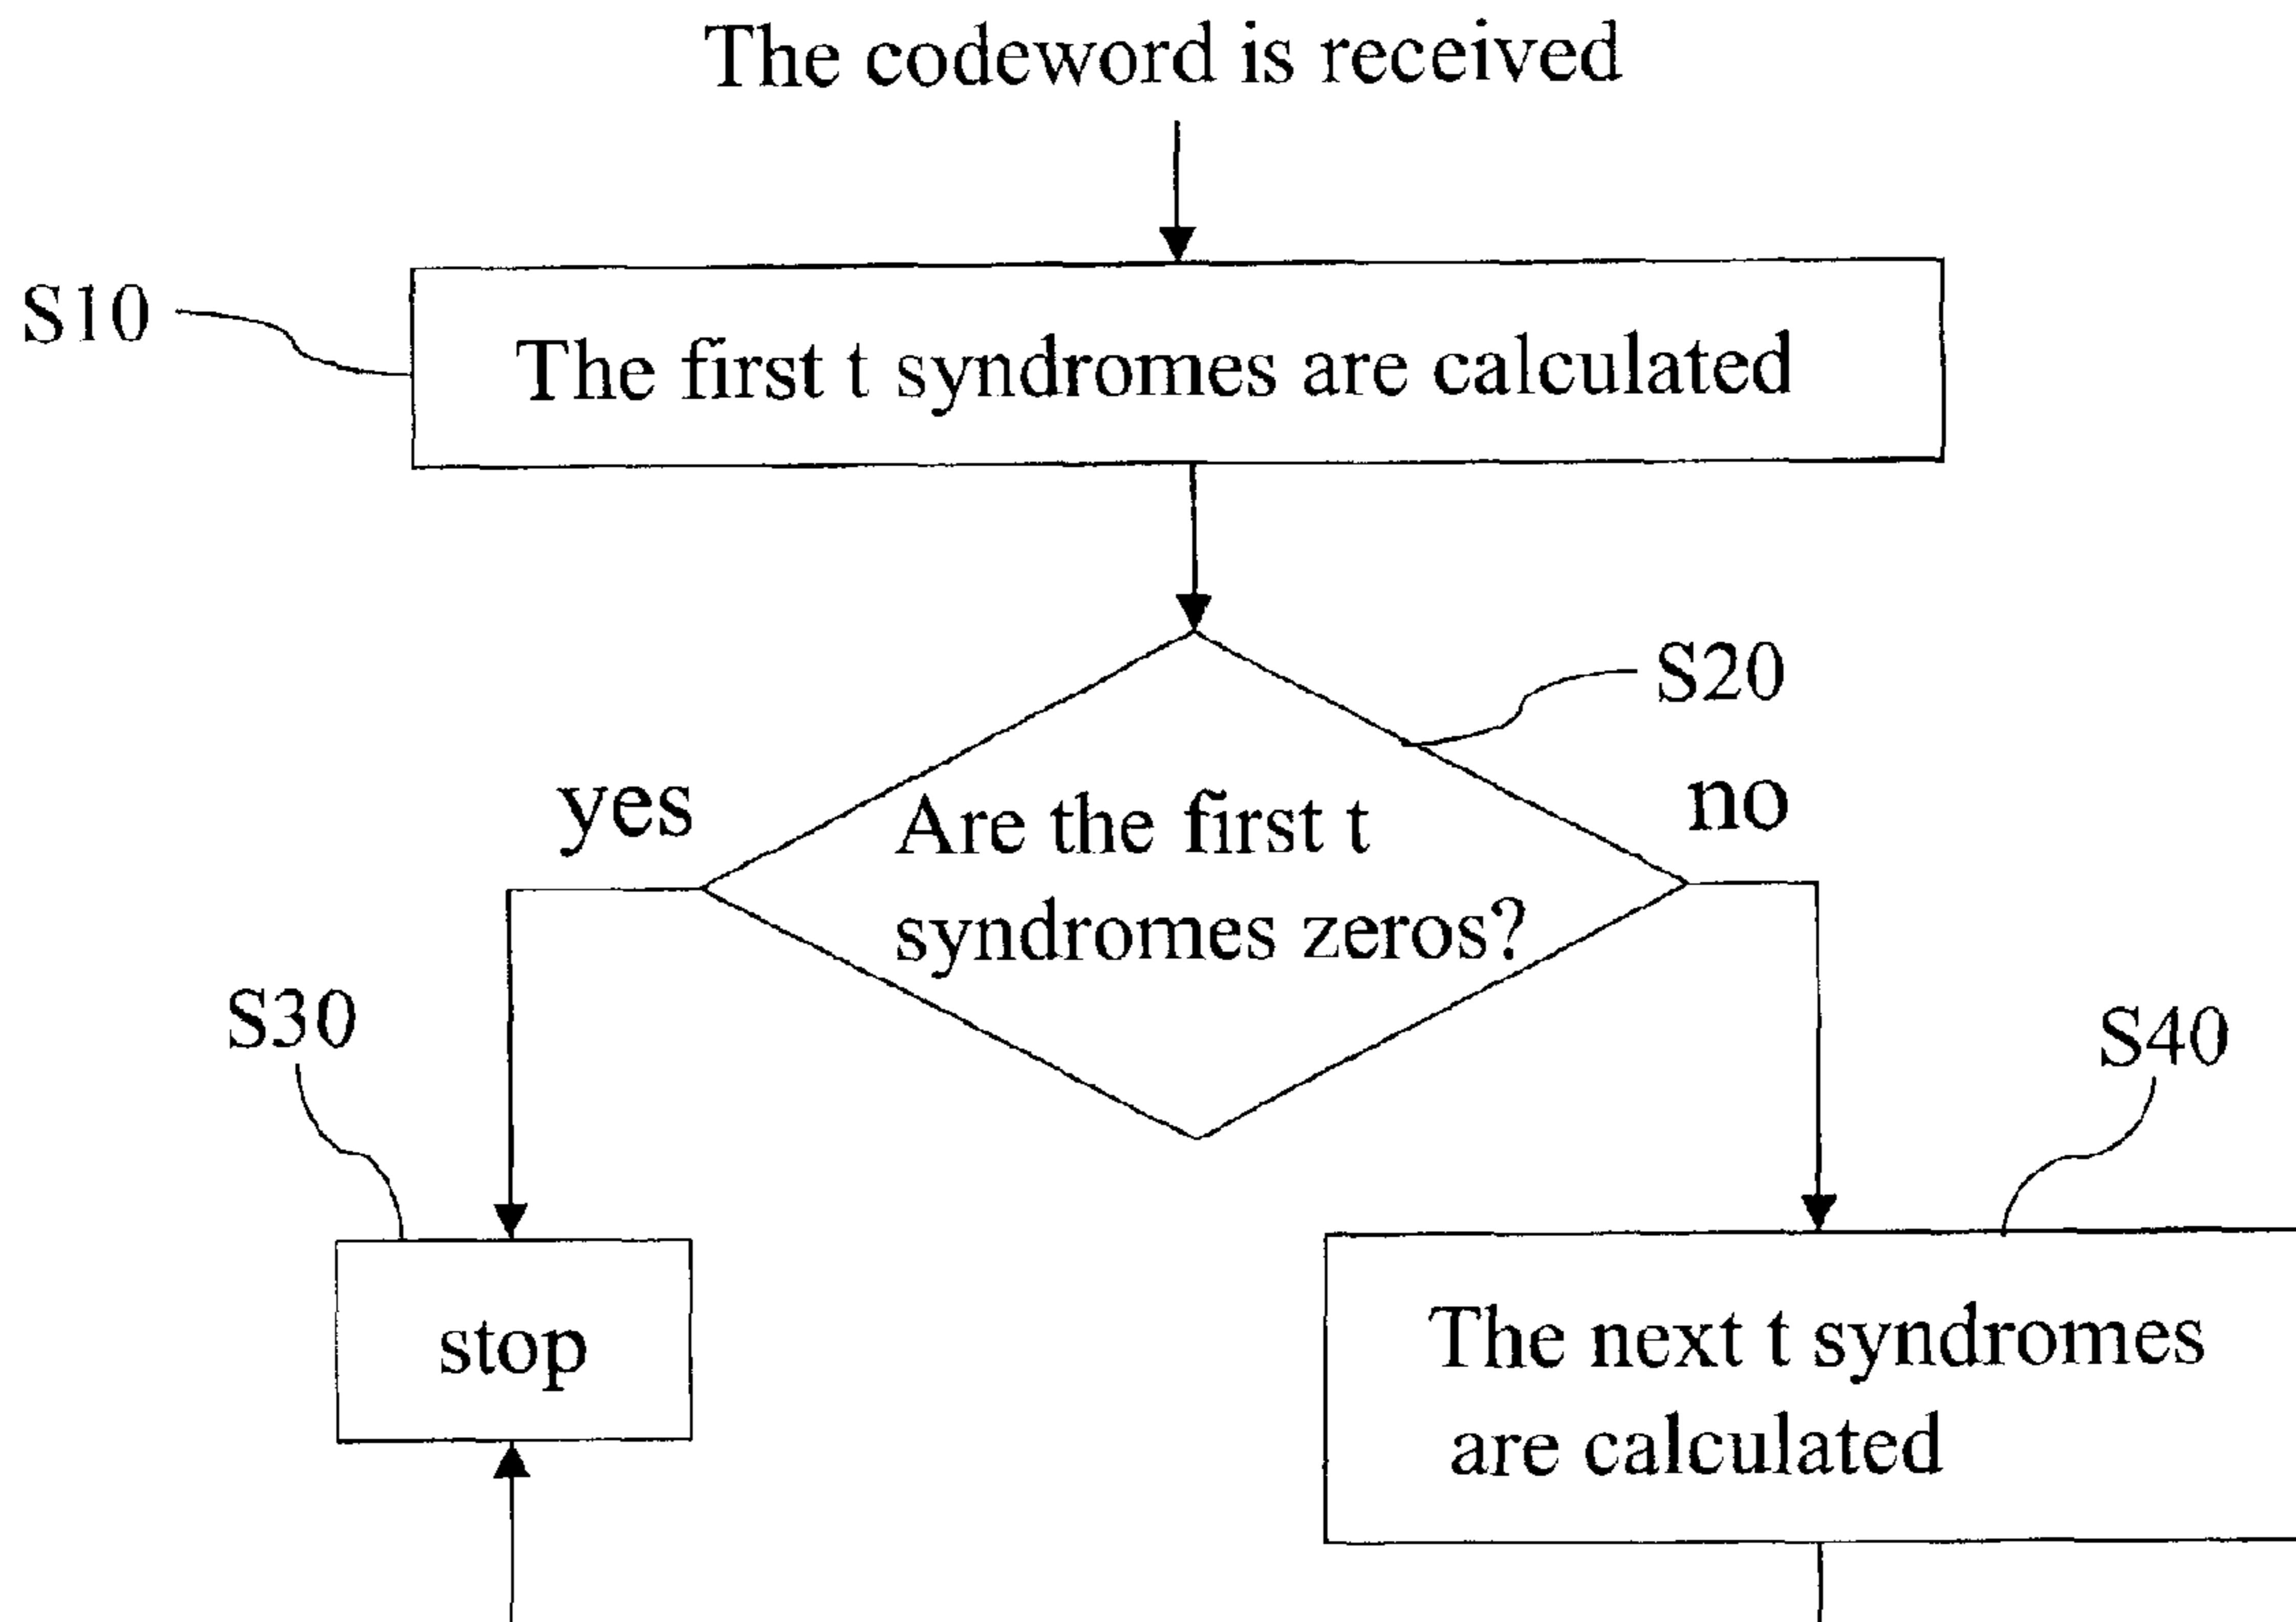 The codeword is received
S10
The first t syndromes are calculated
S20
yes
no
Are the first t
syndromes zeros?
S30
S40
stop
The next t syndromes
are calculated